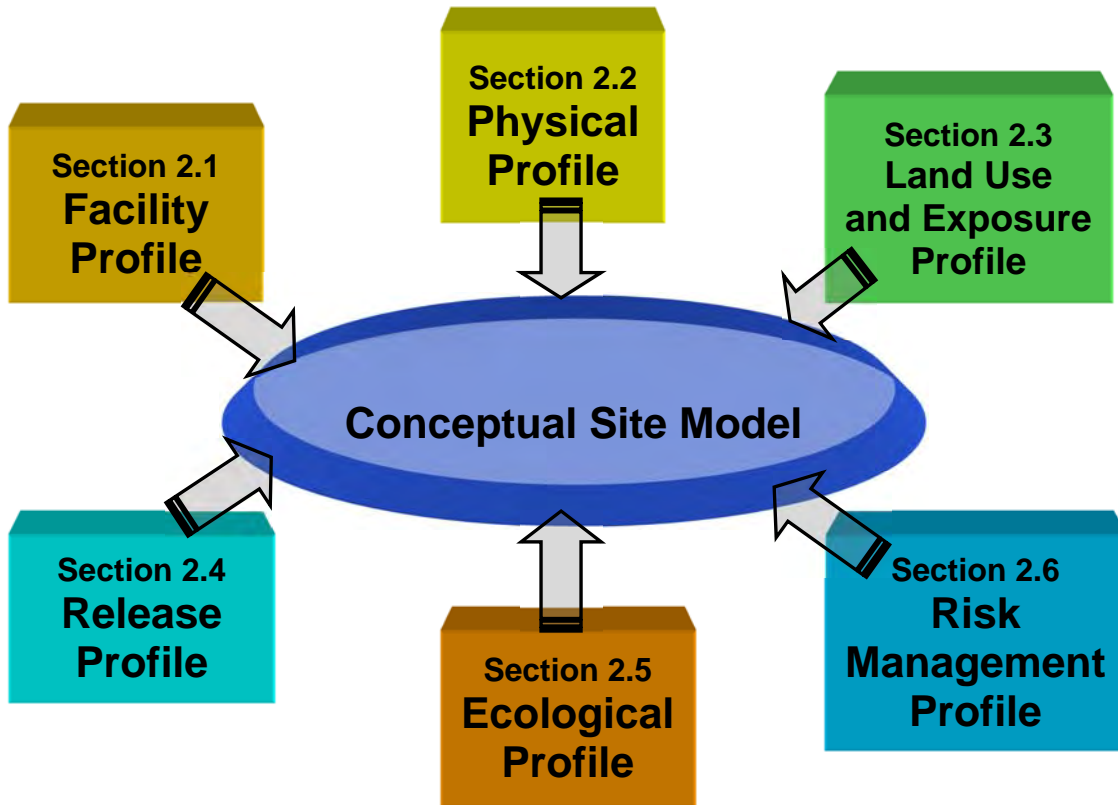 Section 2.1
Facility
Profile
Section 2.2
Physical
Profile
Section 2.3
Land Use
and Exposure
Profile
Conceptual Site Model
Section 2.4
Release
Profile
Section 2.5
Ecological
Profile
Section 2.6
Risk
Management
Profile